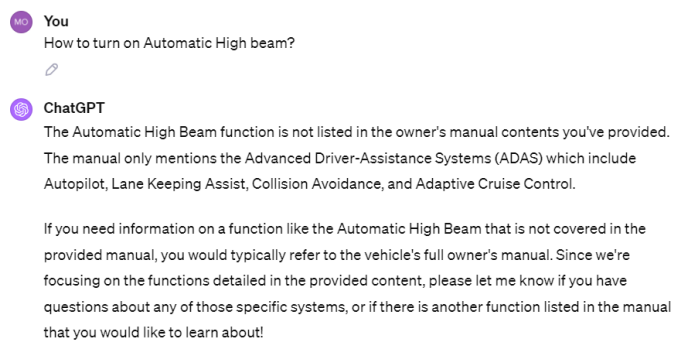 MO You
How to turn on Automatic High beam?
ChatGPT
The Automatic High Beam function is not listed in the owner's manual contents you've provided.
The manual only mentions the Advanced Driver-Assistance Systems (ADAS) which include
Autopilot, Lane Keeping Assist, Collision Avoidance, and Adaptive Cruise Control.
If you need information on a function like the Automatic High Beam that is not covered in the
provided manual, you would typically refer to the vehicle's full owner's manual. Since we're
focusing on the functions detailed in the provided content, please let me know if you have
questions about any of those specific systems, or if there is another function listed in the manual
that you would like to learn about!